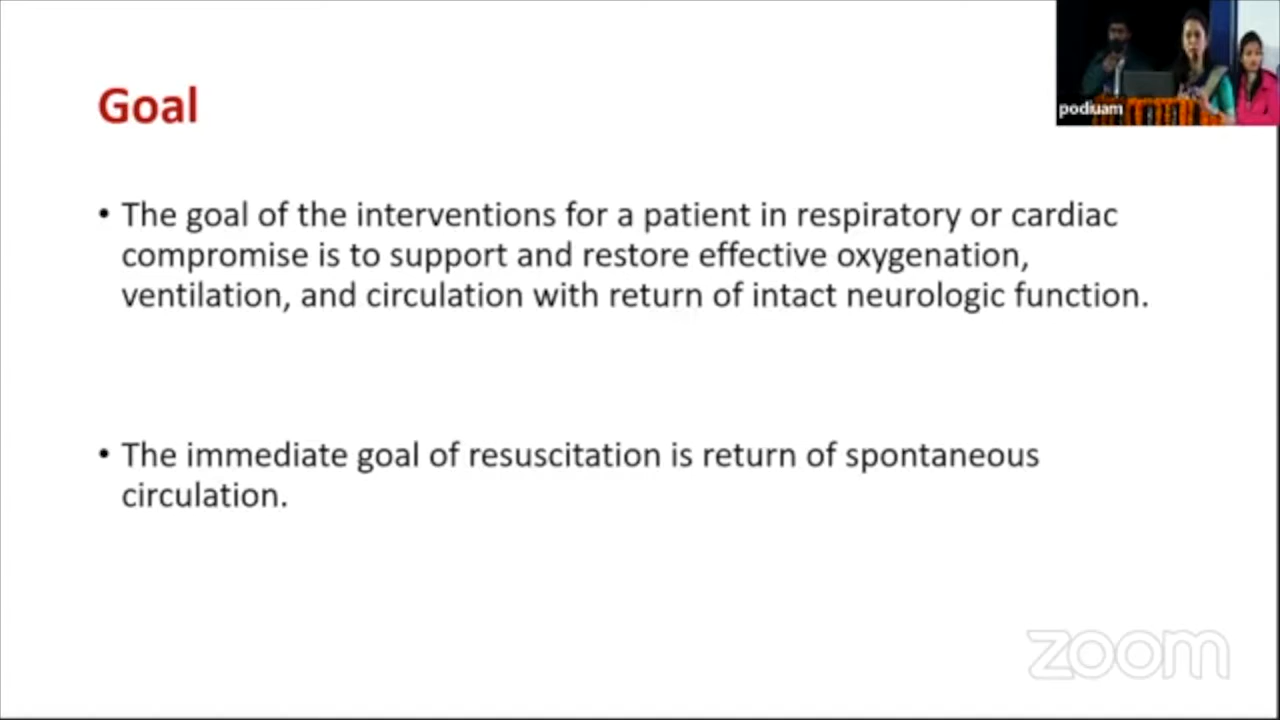 Goal
podiuam
• The goal of the interventions for a patient in respiratory or cardiac
compromise is to support and restore effective oxygenation,
ventilation, and circulation with return of intact neurologic function.
• The immediate goal of resuscitation is return of spontaneous
circulation.
zoom